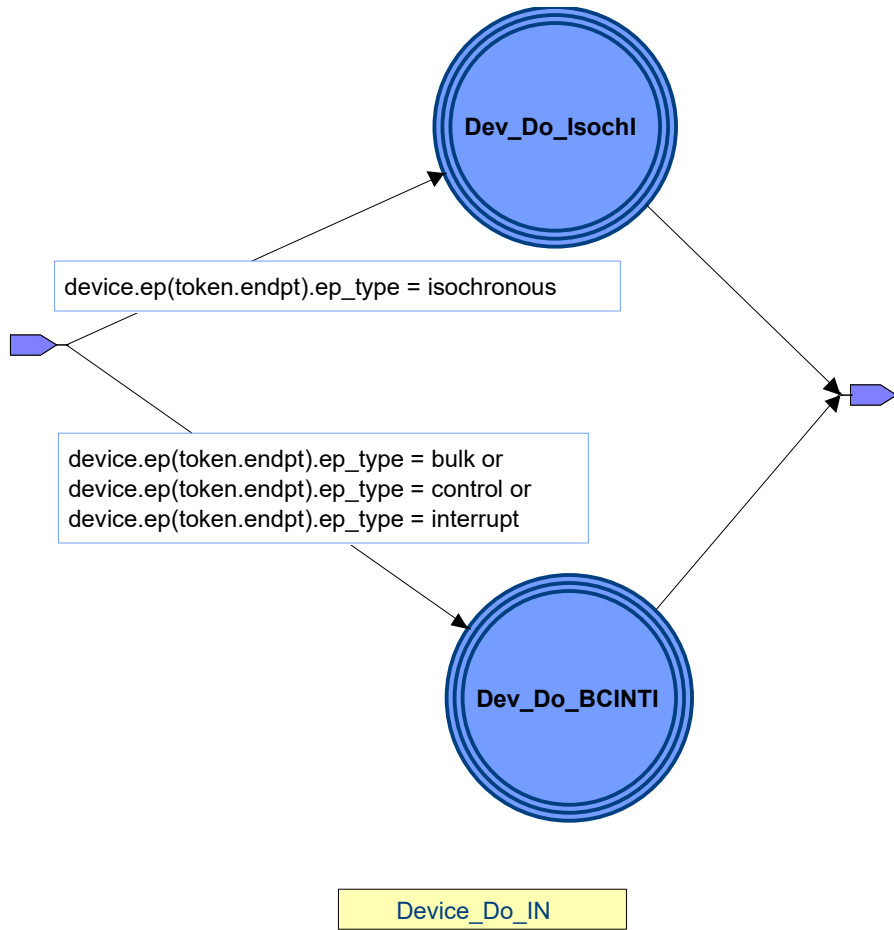 Dev_Do_IsochI
device.ep(token.endpt).ep_type = isochronous
device.ep(token.endpt).ep_type = bulk or
device.ep(token.endpt).ep_type = control or
device.ep(token.endpt).ep_type = interrupt
Dev_Do_BCINTI
Device_Do_IN